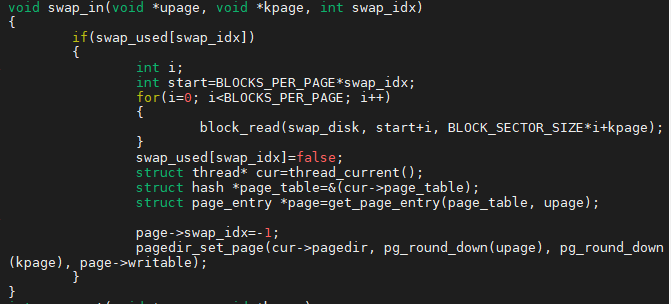 void swap_in(void *upage, void *kpage, int swap_idx)
{
        if(swap_used[swap_idx])
        {
                int i;
                int start=BLOCKS_PER_PAGE*swap_idx;
                for(i=0; i<BLOCKS_PER_PAGE; i++)
                {
                        block_read(swap_disk, start+i, BLOCK_SECTOR_SIZE*i+kpage);
                }
                swap_used[swap_idx]=false;
                struct thread* cur=thread_current();
                struct hash *page_table=&(cur->page_table);
                struct page_entry *page=get_page_entry(page_table, upage);

                page->swap_idx=-1;
                pagedir_set_page(cur->pagedir, pg_round_down(upage), pg_round_down
(kpage), page->writable);
        }
}